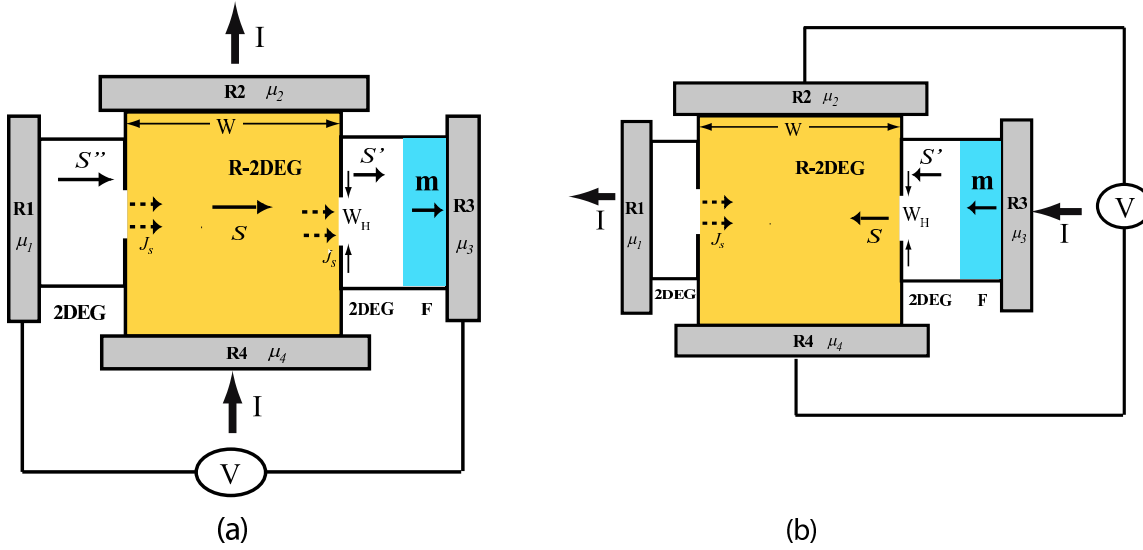 I
R2 μ2
W
S''
R-2DEG
S'
m
R1
μ1
S
WH
R3
μ3
Js
Js
2DEG
2DEG
F
R4 μ4
I
V
(a)
R2 μ2
W
R-2DEG
S'
m
R1
μ1
I
WH
R3
μ3
I
V
Js
S
2DEG
2DEG
F
R4 μ4
(b)